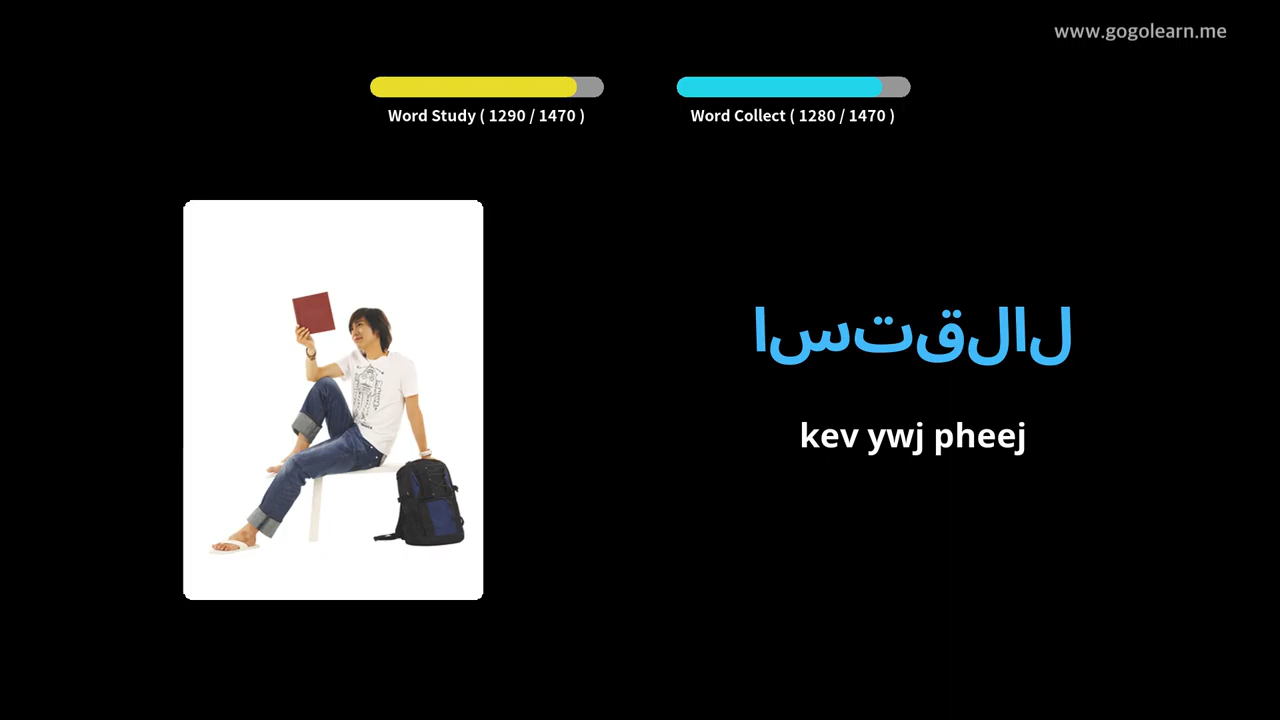 www.gogolearn.me
Word Study ( 1290 / 1470 )
Word Collect ( 1280 / 1470 )
استقلال
kev ywj pheej